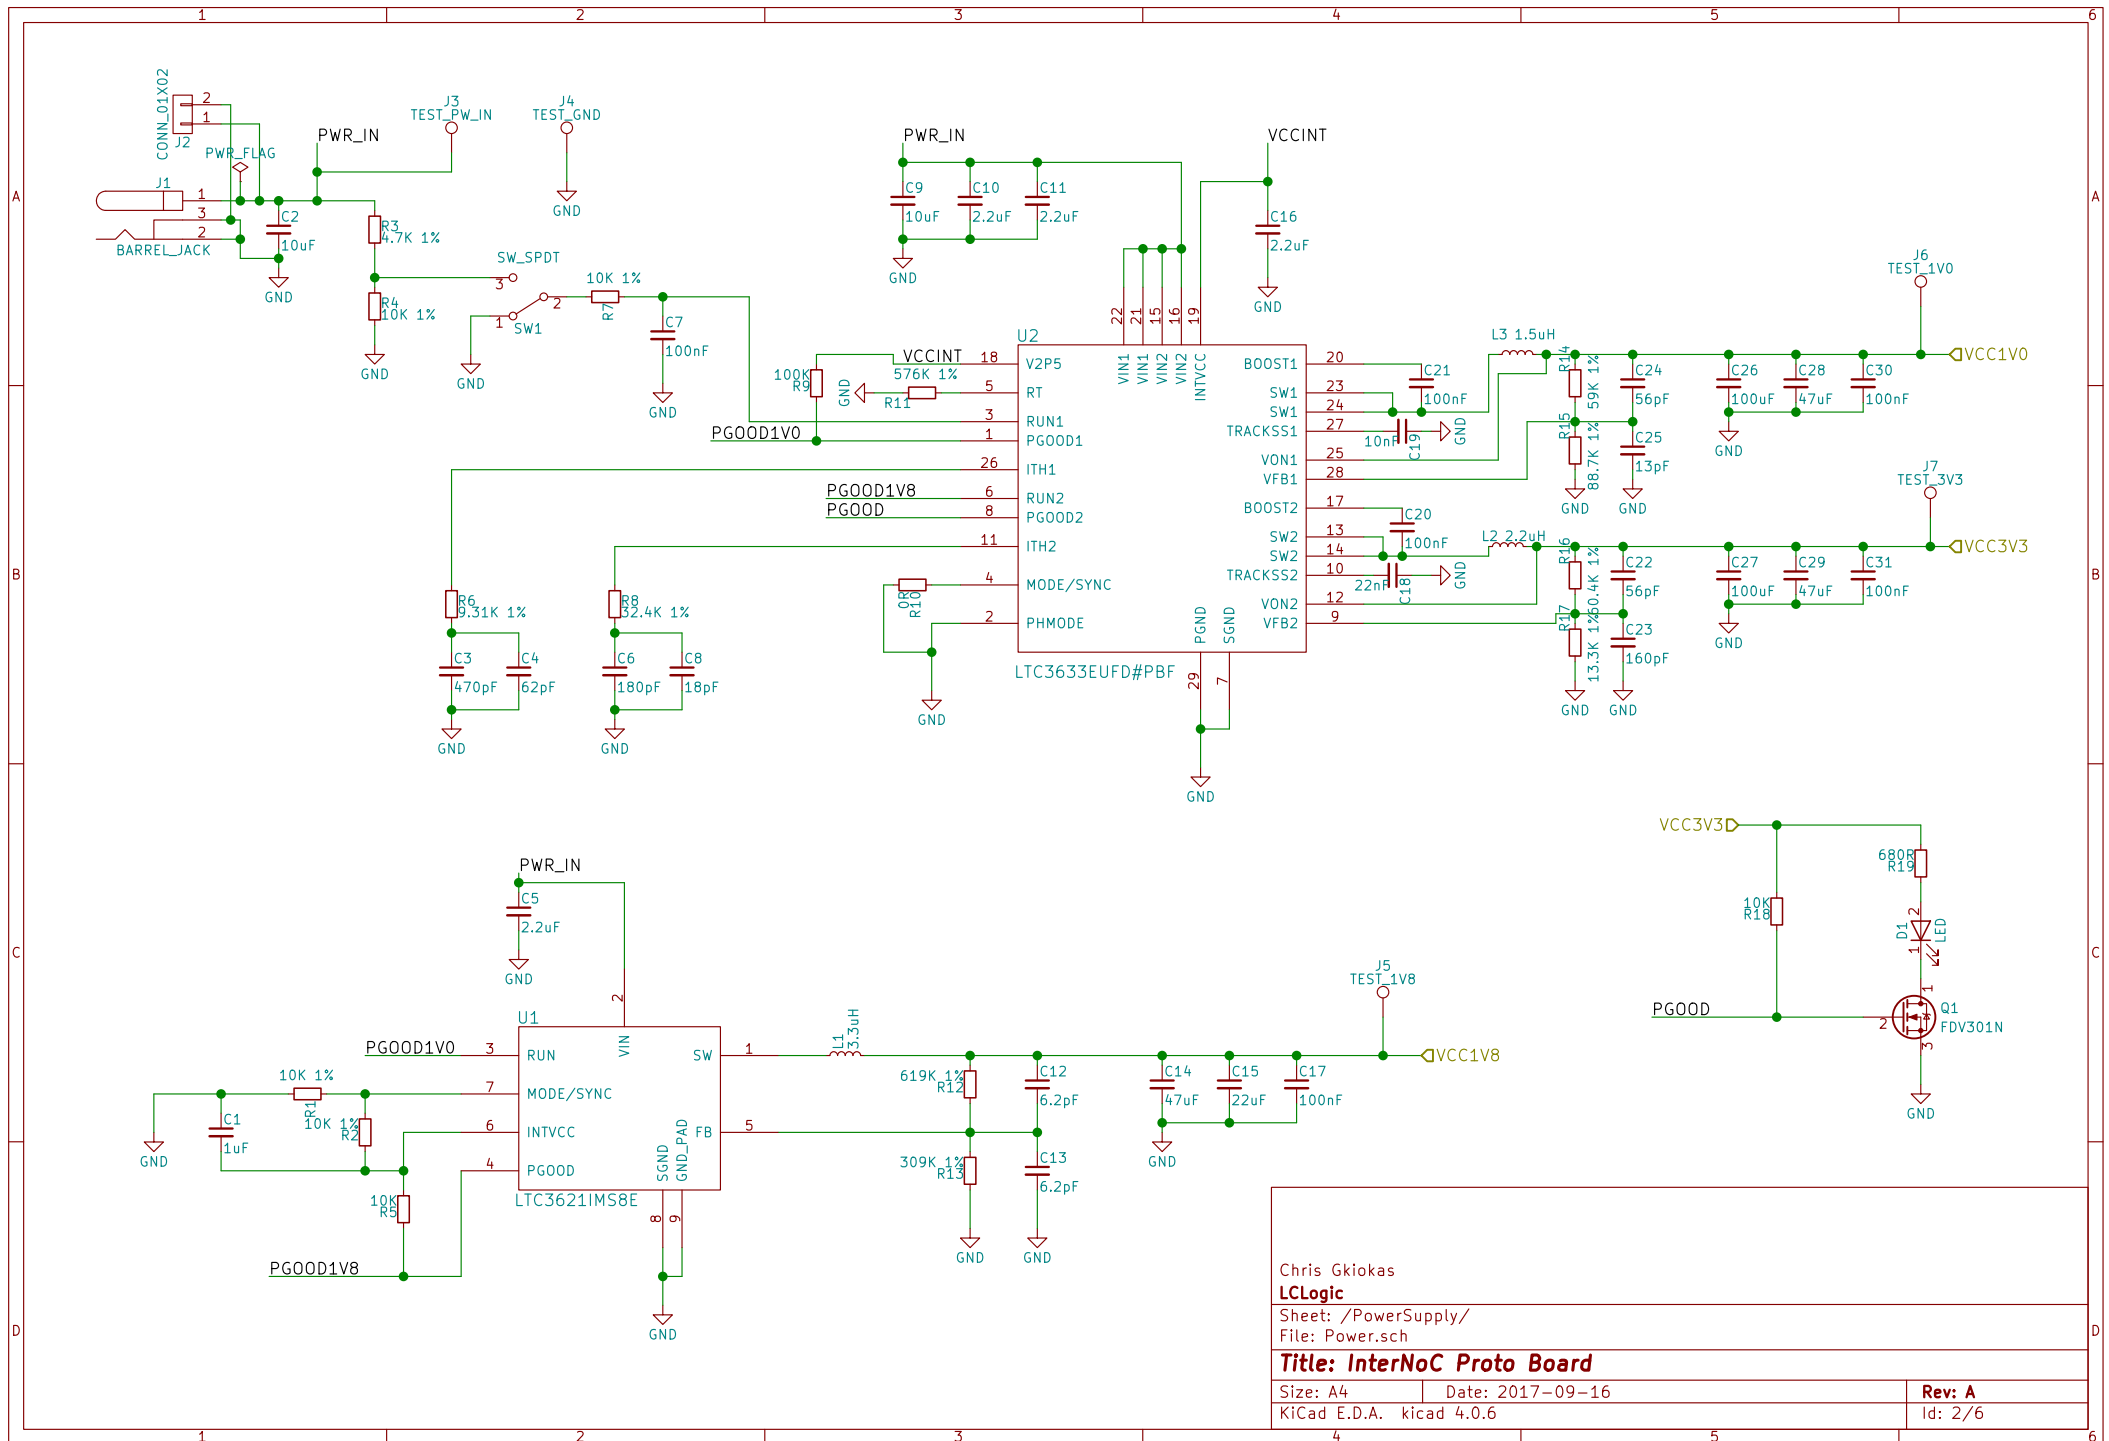 1 2 3 4 5 6
A
B
C
D
A
B
C
D
CONN_01X02
2
1
J2
PWR_FLAG
PWR_IN
J3
TEST_PW_IN
J4
TEST_GND
GND
J1
1
3
2
BARREL_JACK
C2
10uF
GND
R3
4.7K 1%
R4
10K 1%
GND
SW_SPDT
3
2
1
SW1
GND
10K 1%
R7
C7
100nF
GND
PWR_IN
C9
10uF
C10
2.2uF
C11
2.2uF
GND
VCCINT
C16
2.2uF
GND
U2
22
21
15
16
19
VIN1
VIN1
VIN2
VIN2
INTVCC
VCCINT
100K
R9
GND
576K 1%
R11
PGOOD1V0
PGOOD1V8
PGOOD
18 V2P5
5 RT
3 RUN1
1 PGOOD1
26 ITH1
6 RUN2
8 PGOOD2
11 ITH2
4 MODE/SYNC
2 PHMODE
0R
R10
GND
BOOST1 20
SW1 23
SW1 24
TRACKSS1 27
VON1 25
VFB1 28
BOOST2 17
SW2 13
SW2 14
TRACKSS2 10
VON2 12
VFB2 9
PGND
SGND
29
7
GND
LTC3633EUFD#PBF
R6
9.31K 1%
C3
470pF
C4
62pF
GND
R8
32.4K 1%
C6
180pF
C8
18pF
GND
C21
100nF
10nF
C19
GND
L3 1.5uH
R14
59K 1%
C24
56pF
R15
88.7K 1%
C25
13pF
GND
GND
C26
100uF
C28
47uF
C30
100nF
GND
J6
TEST_1V0
VCC1V0
C20
100nF
22nF
C18
GND
L2 2.2uH
R16
60.4K 1%
C22
56pF
R17
13.3K 1%
C23
160pF
GND
GND
C27
100uF
C29
47uF
C31
100nF
GND
J7
TEST_3V3
VCC3V3
PWR_IN
C5
2.2uF
GND
2
U1
VIN
PGOOD1V0
3 RUN
7 MODE/SYNC
6 INTVCC
4 PGOOD
SW 1
FB 5
SGND
GND_PAD
8
9
GND
LTC3621IMS8E
10K 1%
R1
10K 1%
R2
C1
1uF
GND
10K
R5
PGOOD1V8
L1
3.3uH
619K 1%
R12
C12
6.2pF
309K 1%
R13
C13
6.2pF
GND
GND
C14
47uF
C15
22uF
C17
100nF
GND
J5
TEST_1V8
VCC1V8
VCC3V3
10K
R18
680R
R19
2
D1
LED
1
PGOOD
1
2
3
Q1
FDV301N
GND
Chris Gkiokas
LCLogic
Sheet: /PowerSupply/
File: Power.sch
Title: InterNoC Proto Board
Size: A4 Date: 2017-09-16 Rev: A
KiCad E.D.A. kicad 4.0.6 Id: 2/6
1 2 3 4 5 6